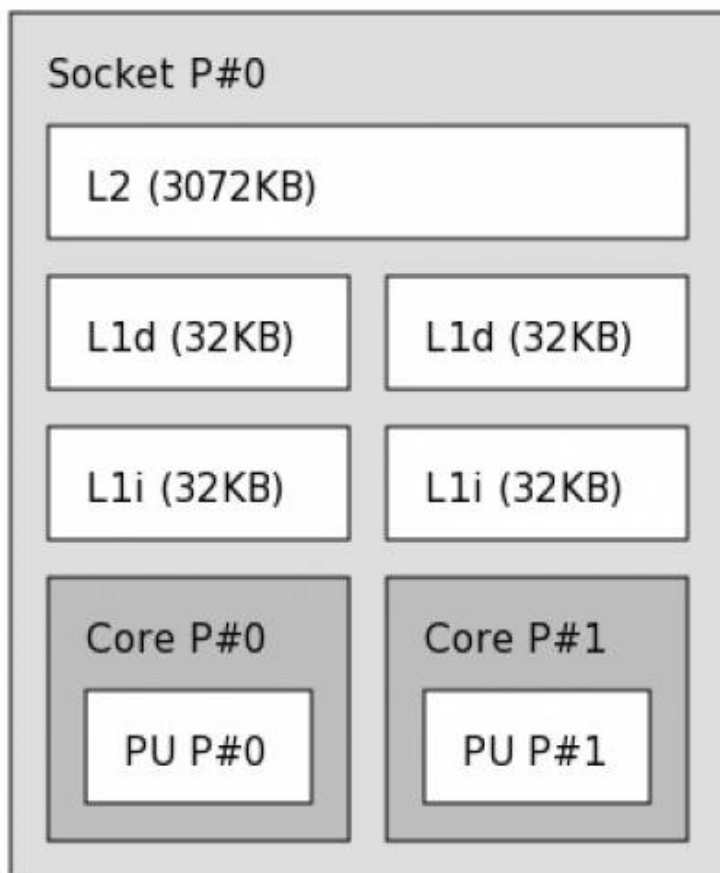 Socket P#0
L2 (3072KB)
L1d (32KB) L1d (32KB)
L1i (32KB) L1i (32KB)
Core P#0 Core P#1
PU P#0 PU P#1